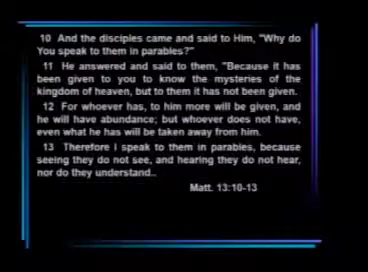 10 And the disciples came and said to Him, "Why do
You speak to them in parables?"
11 He answered and said to them, "Because it has
been given to you to know the mysteries of the
kingdom of heaven, but to them it has not been given.
12 For whoever has, to him more will be given, and
he will have abundance; but whoever does not have,
even what he has will be taken away from him.
13 Therefore I speak to them in parables, because
seeing they do not see, and hearing they do not hear,
nor do they understand..
Matt. 13:10-13